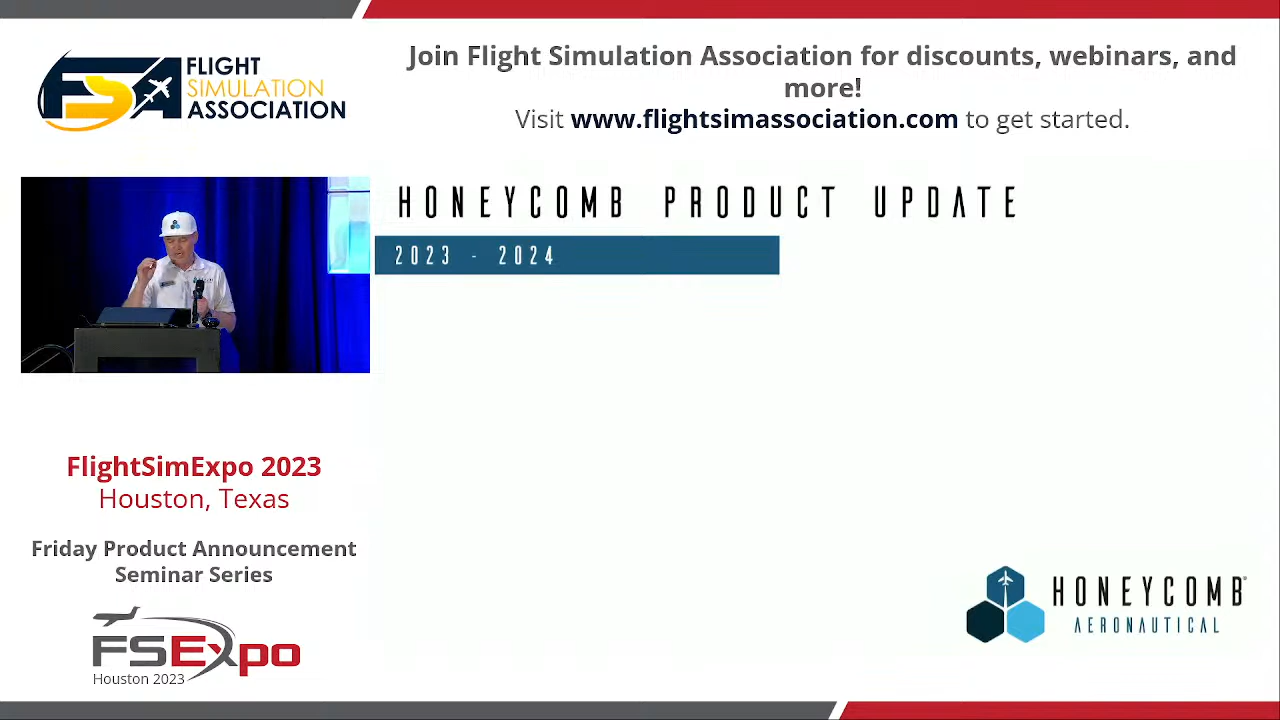 FLIGHT
SIMULATION
ASSOCIATION
FSA
Join Flight Simulation Association for discounts, webinars, and
more!
Visit www.flightsimassociation.com to get started.
HONEYCOMB PRODUCT UPDATE
2023 - 2024
FlightSimExpo 2023
Houston, Texas
Friday Product Announcement
Seminar Series
FSExpo
Houston 2023
HONEYCOMB®
AERONAUTICAL